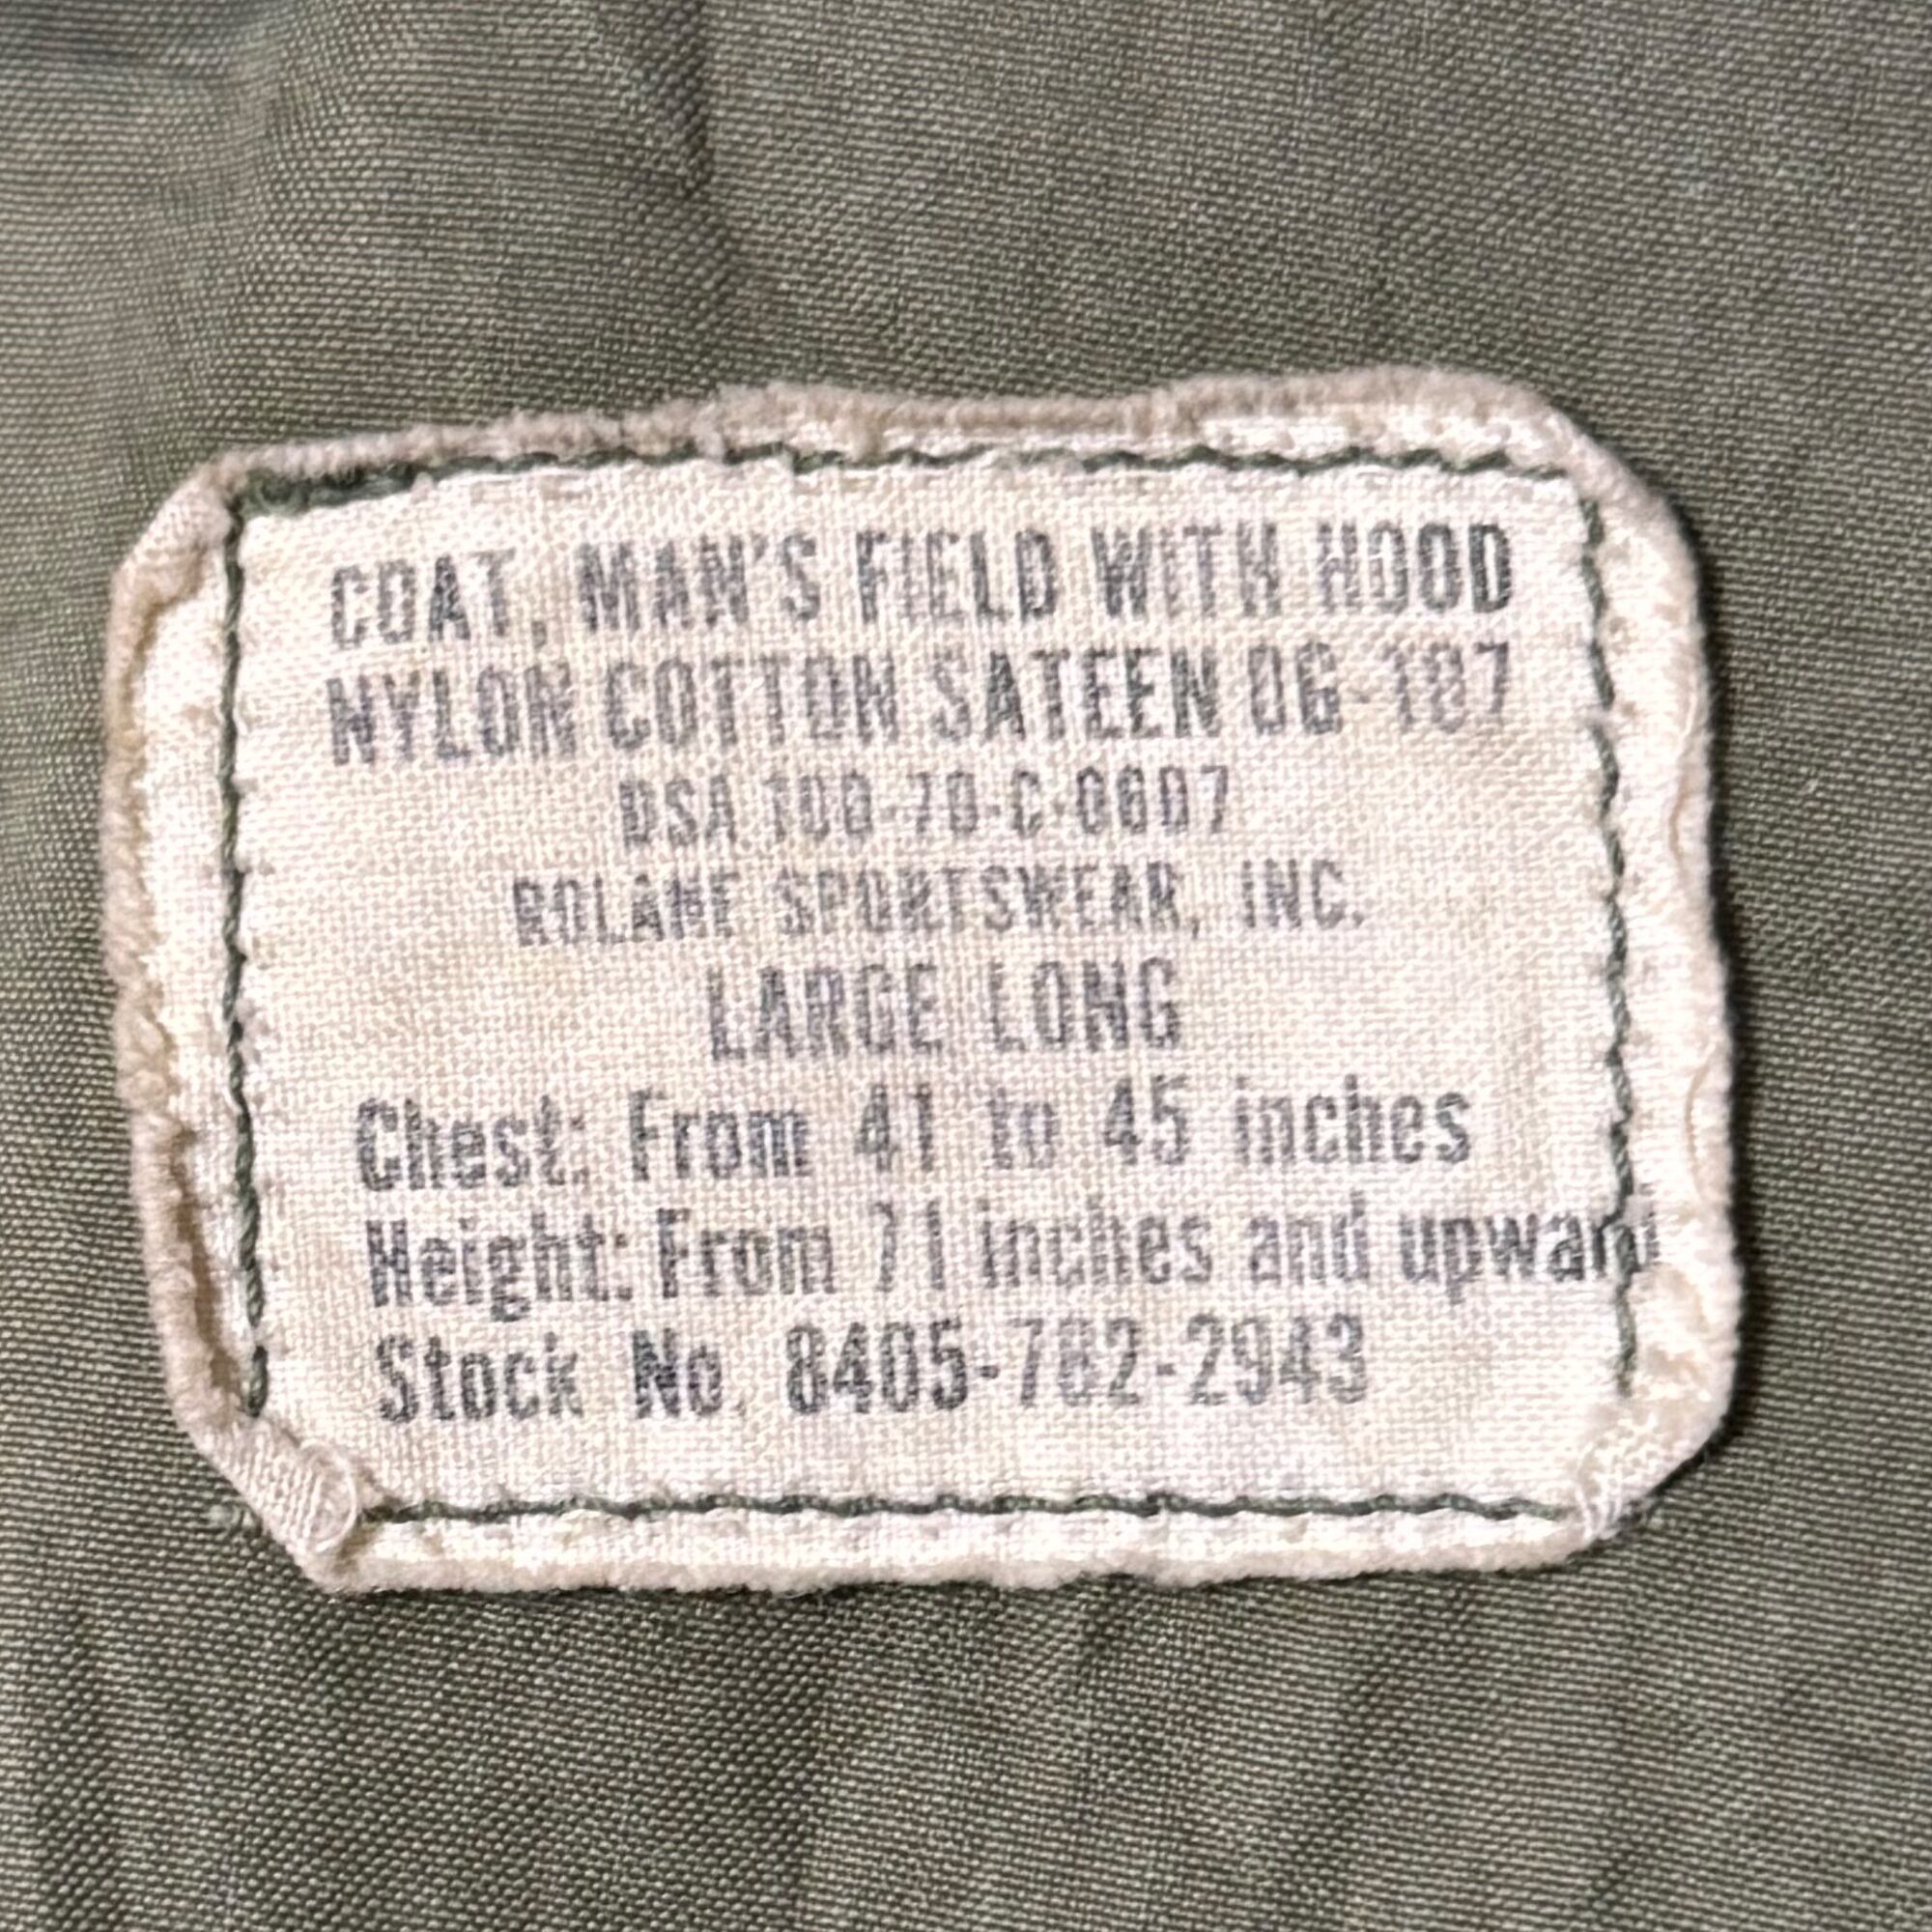 COAT, MAN'S FIELD WITH HOOD
NYLON COTTON SATEEN OG-107
DSA 100-70-C-0607
ROLANE SPORTSWEAR, INC.
LARGE LONG
Chest: From 41 to 45 inches
Height: From 71 inches and upward
Stock No. 8405-782-2943